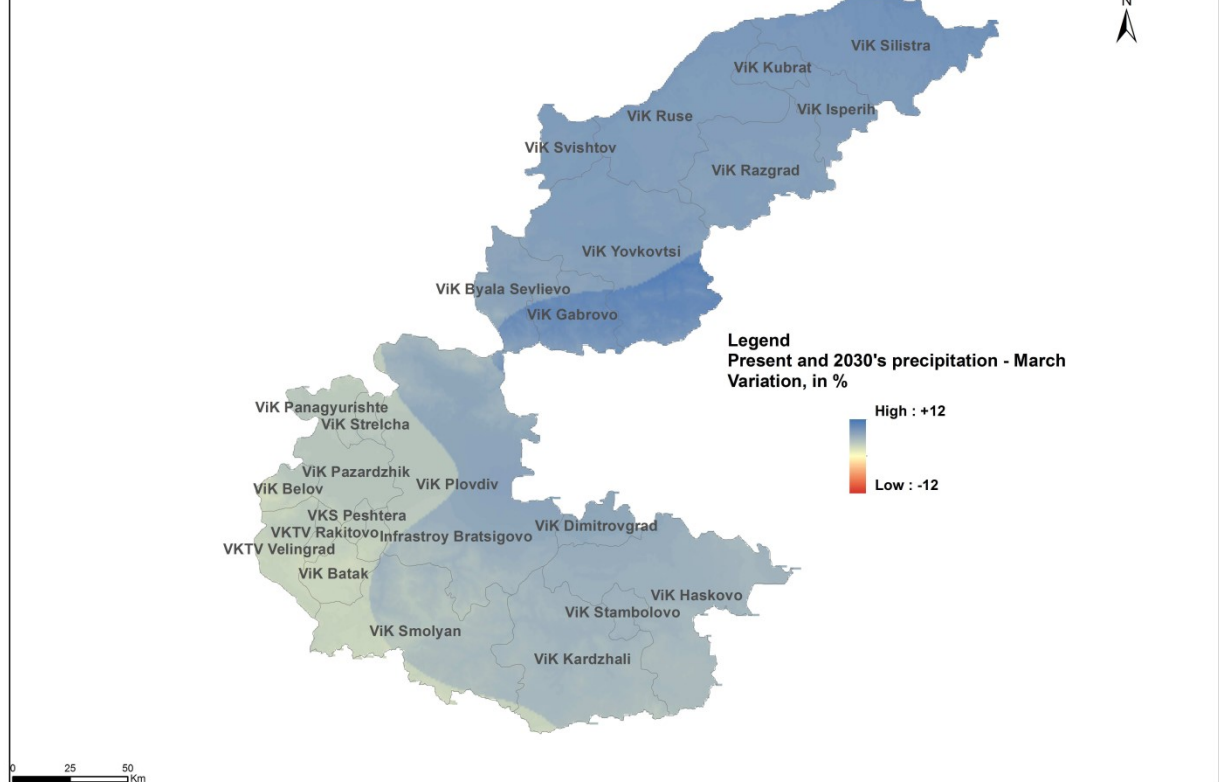 N
ViK Silistra
ViK Kubrat
ViK Isperih
ViK Ruse
ViK Svishtov
ViK Razgrad
ViK Yovkovtsi
ViK Byala Sevlievo
ViK Gabrovo
Legend
Present and 2030's precipitation - March
Variation, in %
High : +12
Low : -12
ViK Panagyurishte
ViK Strelcha
ViK Pazardzhik
ViK Belov
ViK Plovdiv
VKS Peshtera
VKTV Rakitovo
Infrastroy Bratsigovo
ViK Dimitrovgrad
VKTV Velingrad
ViK Batak
ViK Haskovo
ViK Stambolovo
ViK Smolyan
ViK Kardzhali
0 25 50
Km